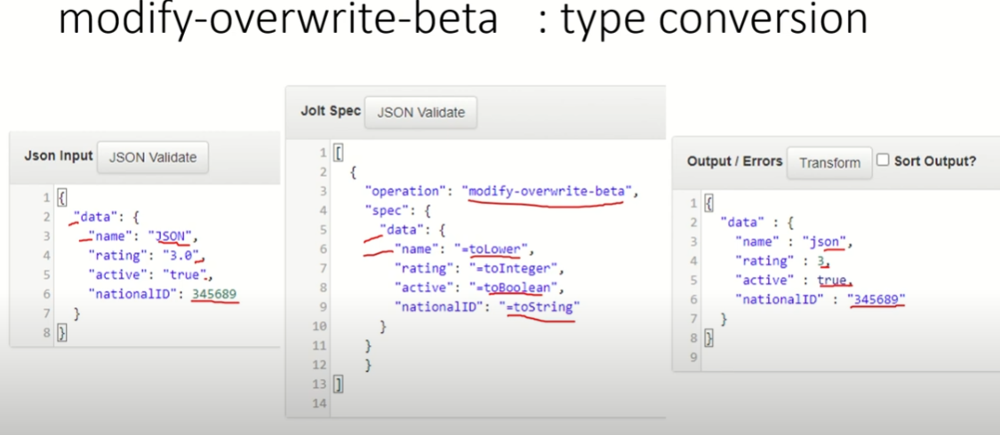 modify-overwrite-beta : type conversion
Json Input JSON Validate
1 {
2 "data": {
3 "name": "JSON",
4 "rating": "3.0",
5 "active": "true",
6 "nationalID": 345689
7 }
8 }
Jolt Spec JSON Validate
1 [
2 {
3 "operation": "modify-overwrite-beta",
4 "spec": {
5 "data": {
6 "name": "=toLower",
7 "rating": "=toInteger",
8 "active": "=toBoolean",
9 "nationalID": "=toString"
10 }
11 }
12 }
13 ]
14
Output / Errors Transform Sort Output?
1 {
2 "data" : {
3 "name" : "json",
4 "rating" : 3,
5 "active" : true,
6 "nationalID" : "345689"
7 }
8 }
9